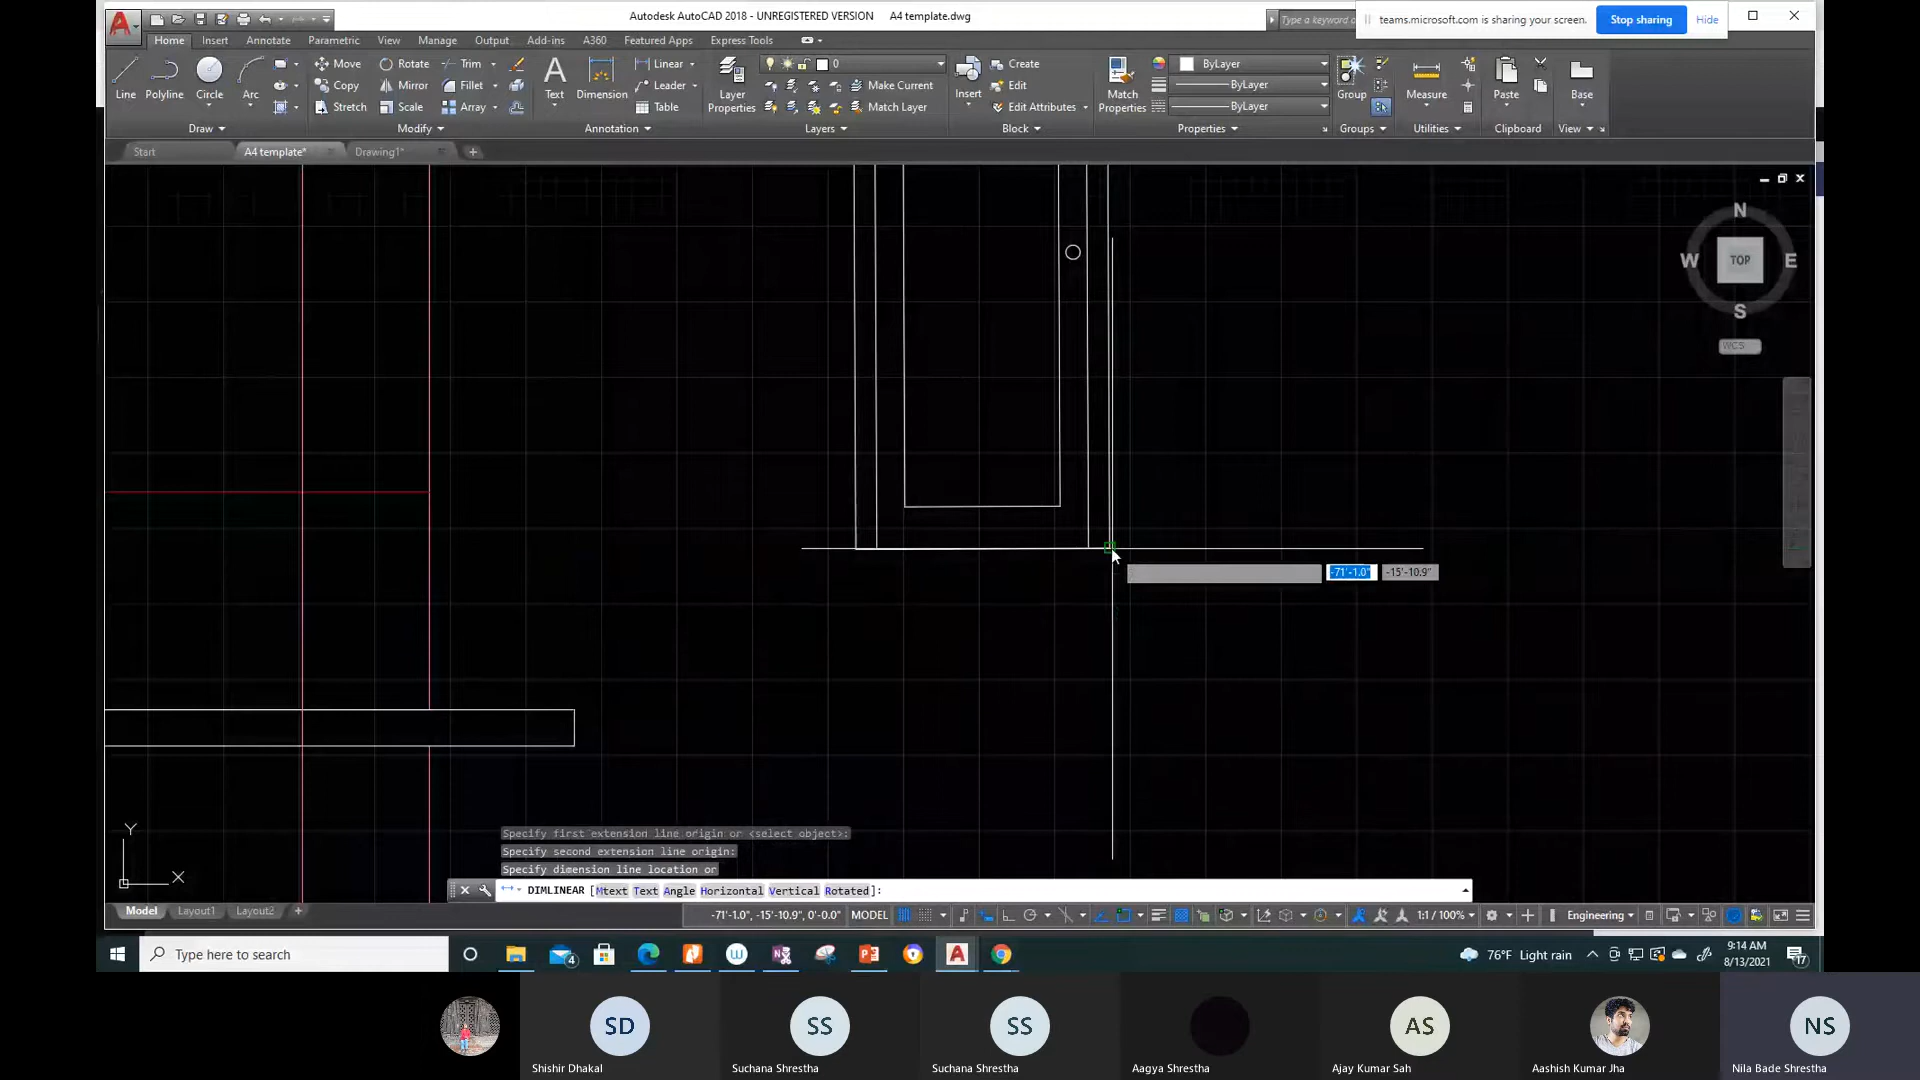 Autodesk AutoCAD 2018 - UNREGISTERED VERSION A4 template.dwg
Type a keyword o
teams.microsoft.com is sharing your screen. Stop sharing Hide
Home Insert Annotate Parametric View Manage Output Add-ins A360 Featured Apps Express Tools
Line Polyline Circle Arc
Move Rotate Trim
Copy Mirror Fillet
Stretch Scale Array
Text Dimension
Linear
Leader
Table
Layer Properties
0
Make Current
Match Layer
Insert
Create
Edit
Edit Attributes
Match Properties
ByLayer
ByLayer
ByLayer
Group Measure Paste Base
Draw Modify Annotation Layers Block Properties Groups Utilities Clipboard View
Start A4 template* Drawing1*
N
W TOP E
S
WCS
-71'-1.0" -15'-10.9"
Y
X
Specify first extension line origin or <select object>:
Specify second extension line origin:
Specify dimension line location or
DIMLINEAR [Mtext Text Angle Horizontal Vertical Rotated]:
Model Layout1 Layout2
-71'-1.0", -15'-10.9", 0'-0.0" MODEL 1:1 / 100% Engineering
Type here to search
4
76°F Light rain
9:14 AM
8/13/2021
17
SD SS SS AS NS
Shishir Dhakal Suchana Shrestha Suchana Shrestha Aagya Shrestha Ajay Kumar Sah Aashish Kumar Jha Nila Bade Shrestha